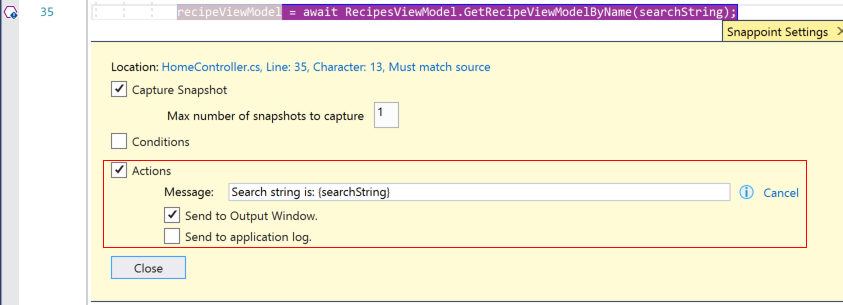 35 recipeViewModel = await RecipesViewModel.GetRecipeViewModelByName(searchString);
Snappoint Settings
Location: HomeController.cs, Line: 35, Character: 13, Must match source
Capture Snapshot
Max number of snapshots to capture 1
Conditions
Actions
Message: Search string is: {searchString} Cancel
Send to Output Window.
Send to application log.
Close